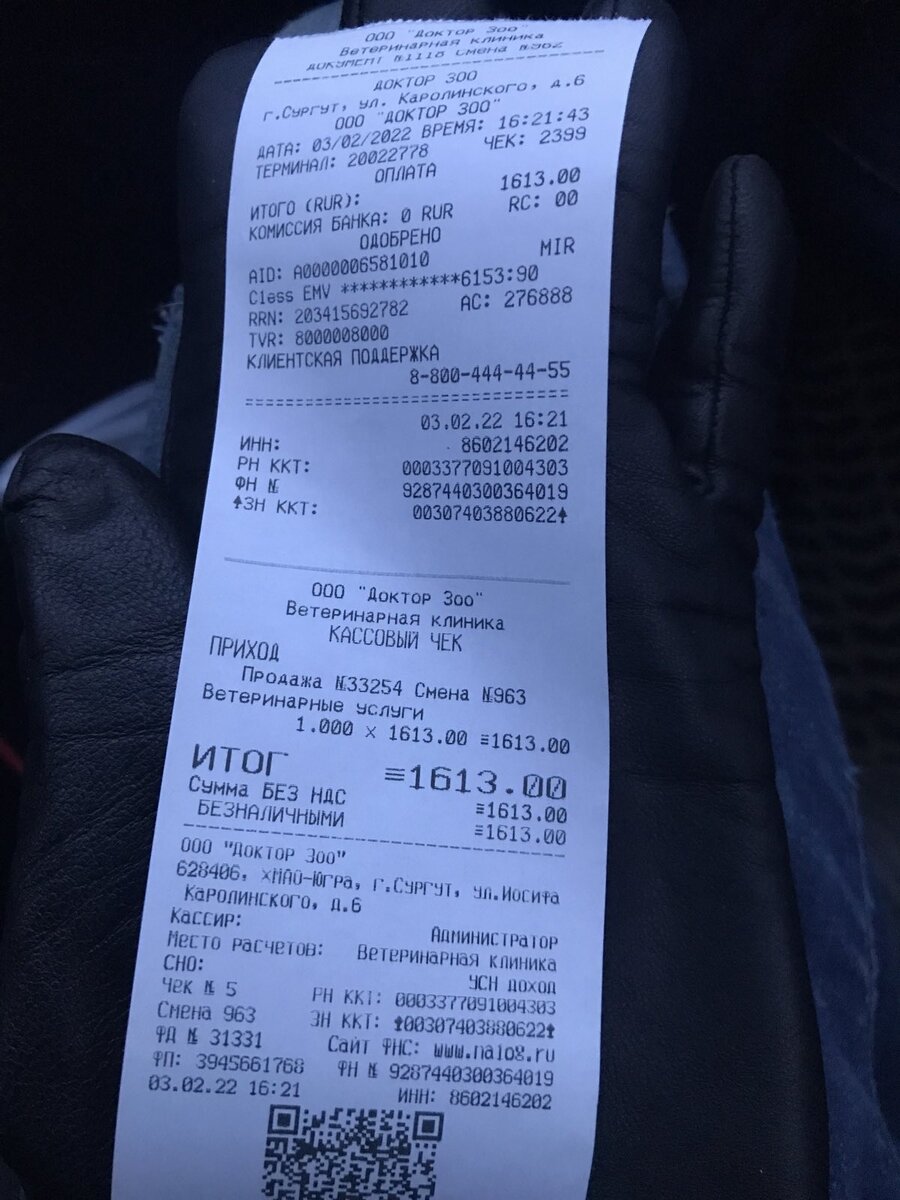 ООО "Доктор Зоо"
Ветеринарная клиника
ДОКУМЕНТ №1118 Смена №962
ДОКТОР ЗОО
г.Сургут, ул. Каролинского, д.6
ООО "ДОКТОР ЗОО"
ДАТА: 03/02/2022 ВРЕМЯ: 16:21:43
ТЕРМИНАЛ: 20022778 ЧЕК: 2399
ОПЛАТА
ИТОГО (RUR): 1613.00
КОМИССИЯ БАНКА: 0 RUR RC: 00
ОДОБРЕНО
AID: A0000006581010 MIR
Cless EMV ************6153:90
RRN: 203415692782 AC: 276888
TVR: 8000008000
КЛИЕНТСКАЯ ПОДДЕРЖКА
8-800-444-44-55
================================
03.02.22 16:21
ИНН: 8602146202
РН ККТ: 0003377091004303
ФН № 9287440300364019
ЗН ККТ: 00307403880622
ООО "Доктор Зоо"
Ветеринарная клиника
КАССОВЫЙ ЧЕК
ПРИХОД
Продажа №33254 Смена №963
Ветеринарные услуги
1.000 x 1613.00 ≡1613.00
ИТОГ ≡1613.00
Сумма БЕЗ НДС ≡1613.00
БЕЗНАЛИЧНЫМИ ≡1613.00
ООО "Доктор Зоо"
628406, ХМАО-Югра, г.Сургут, ул.Иосифа
Каролинского, д.6
Кассир: Администратор
Место расчетов: Ветеринарная клиника
СНО: УСН доход
Чек № 5 РН ККТ: 0003377091004303
Смена 963 ЗН ККТ: 00307403880622
ФД № 31331 Сайт ФНС: www.nalog.ru
ФП: 3945661768 ФН № 9287440300364019
03.02.22 16:21 ИНН: 8602146202